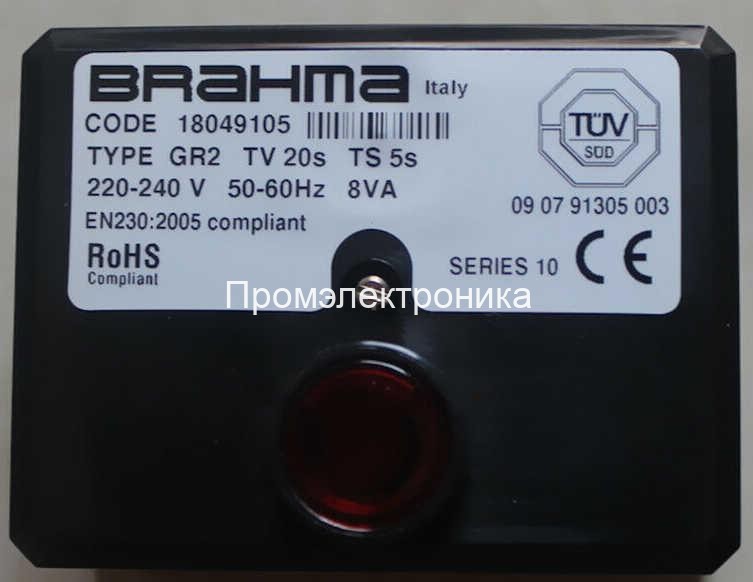 BRAHMA Italy
CODE 18049105
TYPE GR2 TV 20s TS 5s
220-240 V 50-60Hz 8VA
EN230:2005 compliant
RoHS
Compliant
TÜV
SÜD
09 07 91305 003
SERIES 10 CE
Промэлектроника